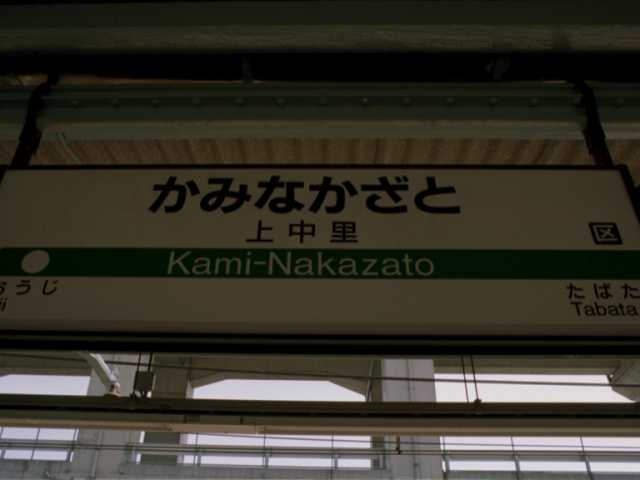 かみなかざと
上中里
区
Kami-Nakazato
うじ
たばた
Tabata